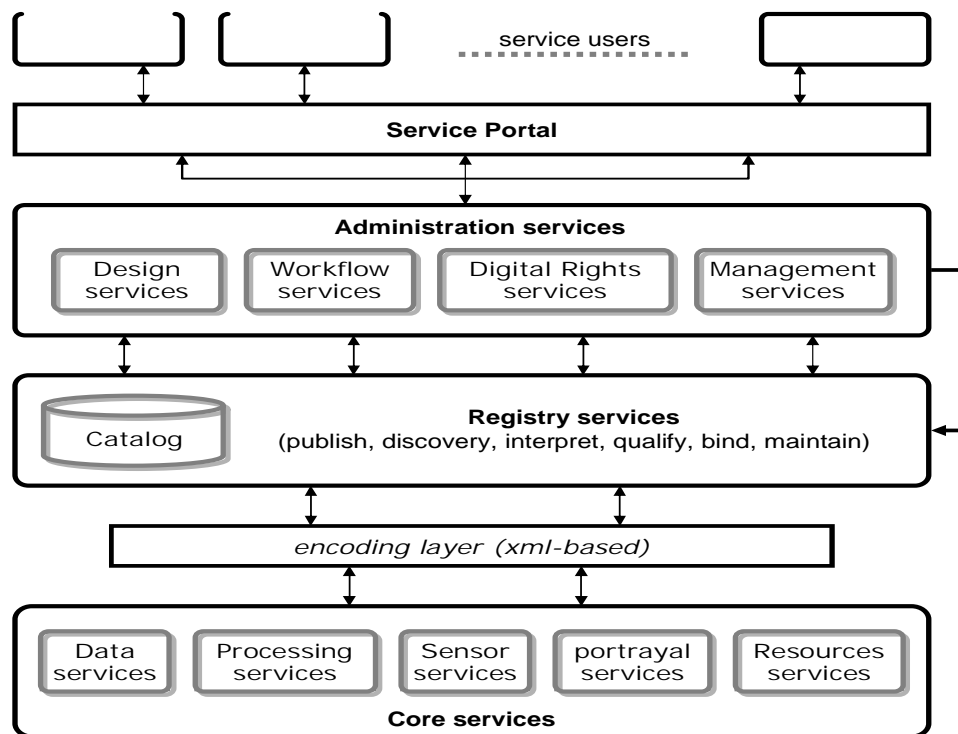 service users
Service Portal
Administration services
Design
services
Workflow
services
Digital Rights
services
Management
services
Catalog
Registry services
(publish, discovery, interpret, qualify, bind, maintain)
encoding layer (xml-based)
Data
services
Processing
services
Sensor
services
portrayal
services
Resources
services
Core services